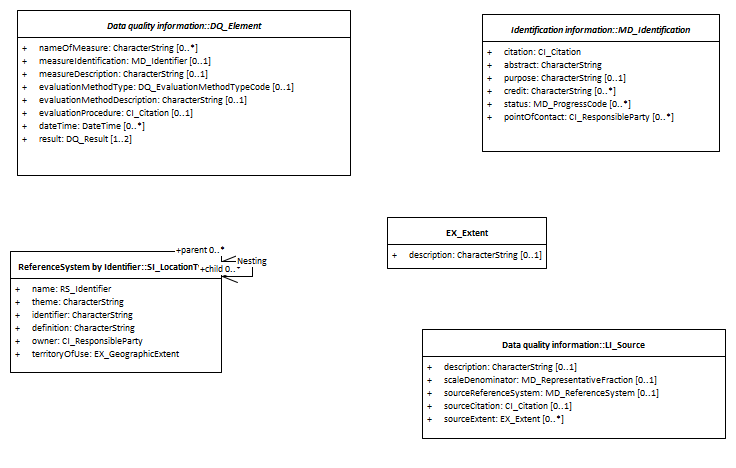 Data quality information::DQ_Element
+ nameOfMeasure: CharacterString [0..*]
+ measureIdentification: MD_Identifier [0..1]
+ measureDescription: CharacterString [0..1]
+ evaluationMethodType: DQ_EvaluationMethodTypeCode [0..1]
+ evaluationMethodDescription: CharacterString [0..1]
+ evaluationProcedure: CI_Citation [0..1]
+ dateTime: DateTime [0..*]
+ result: DQ_Result [1..2]
Identification information::MD_Identification
+ citation: CI_Citation
+ abstract: CharacterString
+ purpose: CharacterString [0..1]
+ credit: CharacterString [0..*]
+ status: MD_ProgressCode [0..*]
+ pointOfContact: CI_ResponsibleParty [0..*]
+parent 0..*
Nesting
+child 0..*
ReferenceSystem by Identifier::SI_LocationT
+ name: RS_Identifier
+ theme: CharacterString
+ identifier: CharacterString
+ definition: CharacterString
+ owner: CI_ResponsibleParty
+ territoryOfUse: EX_GeographicExtent
EX_Extent
+ description: CharacterString [0..1]
Data quality information::LI_Source
+ description: CharacterString [0..1]
+ scaleDenominator: MD_RepresentativeFraction [0..1]
+ sourceReferenceSystem: MD_ReferenceSystem [0..1]
+ sourceCitation: CI_Citation [0..1]
+ sourceExtent: EX_Extent [0..*]